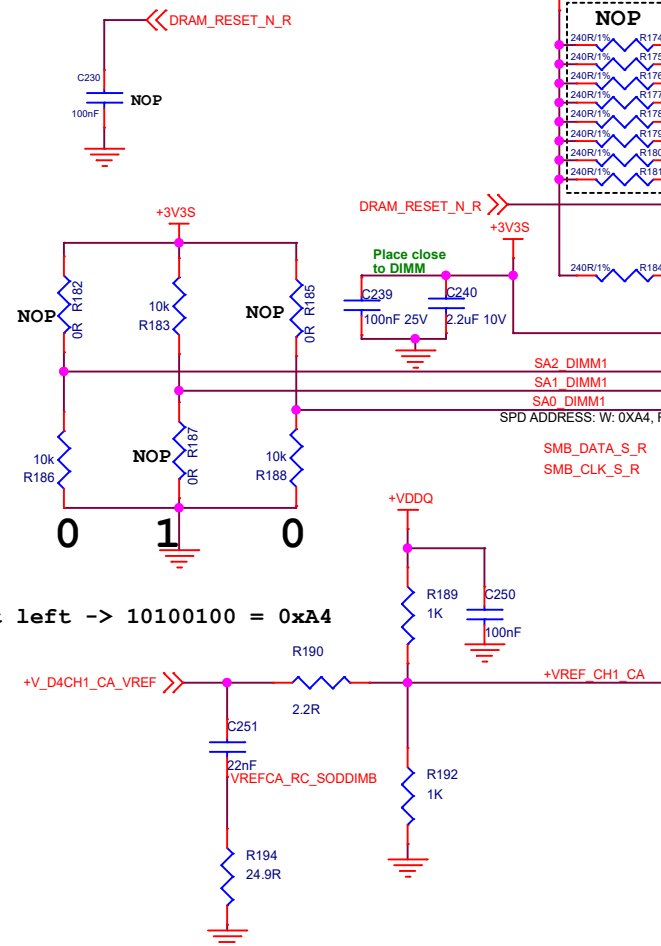 DRAM_RESET_N_R
C230
NOP
100nF
NOP
240R/1% R174
240R/1% R175
240R/1% R176
240R/1% R177
240R/1% R178
240R/1% R179
240R/1% R180
240R/1% R181
DRAM_RESET_N_R
+3V3S
+3V3S
Place close
to DIMM
240R/1% R184
NOP
0R R182
10k
R183
NOP
0R R185
C239
100nF 25V
C240
2.2uF 10V
SA2_DIMM1
SA1_DIMM1
SA0_DIMM1
SPD ADDRESS: W: 0XA4,
10k
R186
NOP
0R R187
10k
R188
SMB_DATA_S_R
SMB_CLK_S_R
0 1 0
+VDDQ
left -> 10100100 = 0xA4
R189
1K
C250
100nF
R190
2.2R
+V_D4CH1_CA_VREF
+VREF_CH1_CA
C251
22nF
VREFCA_RC_SODDIMB
R192
1K
R194
24.9R